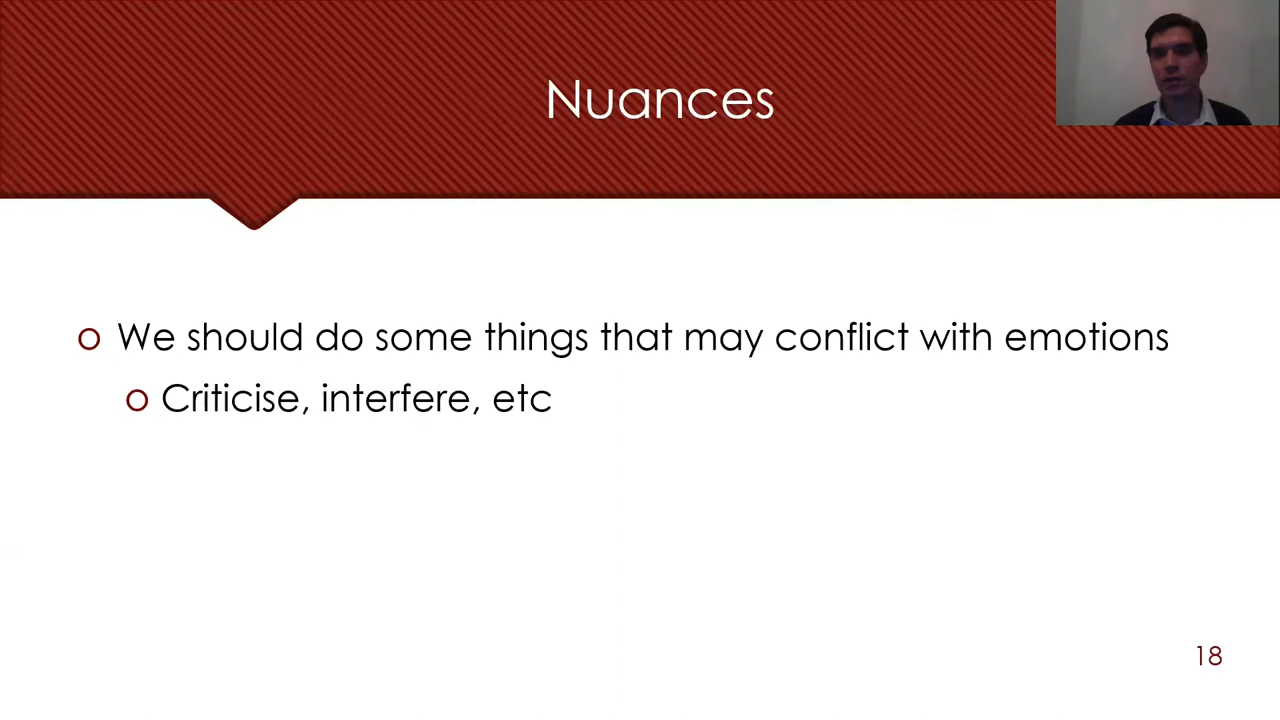 Nuances
o We should do some things that may conflict with emotions
o Criticise, interfere, etc
18